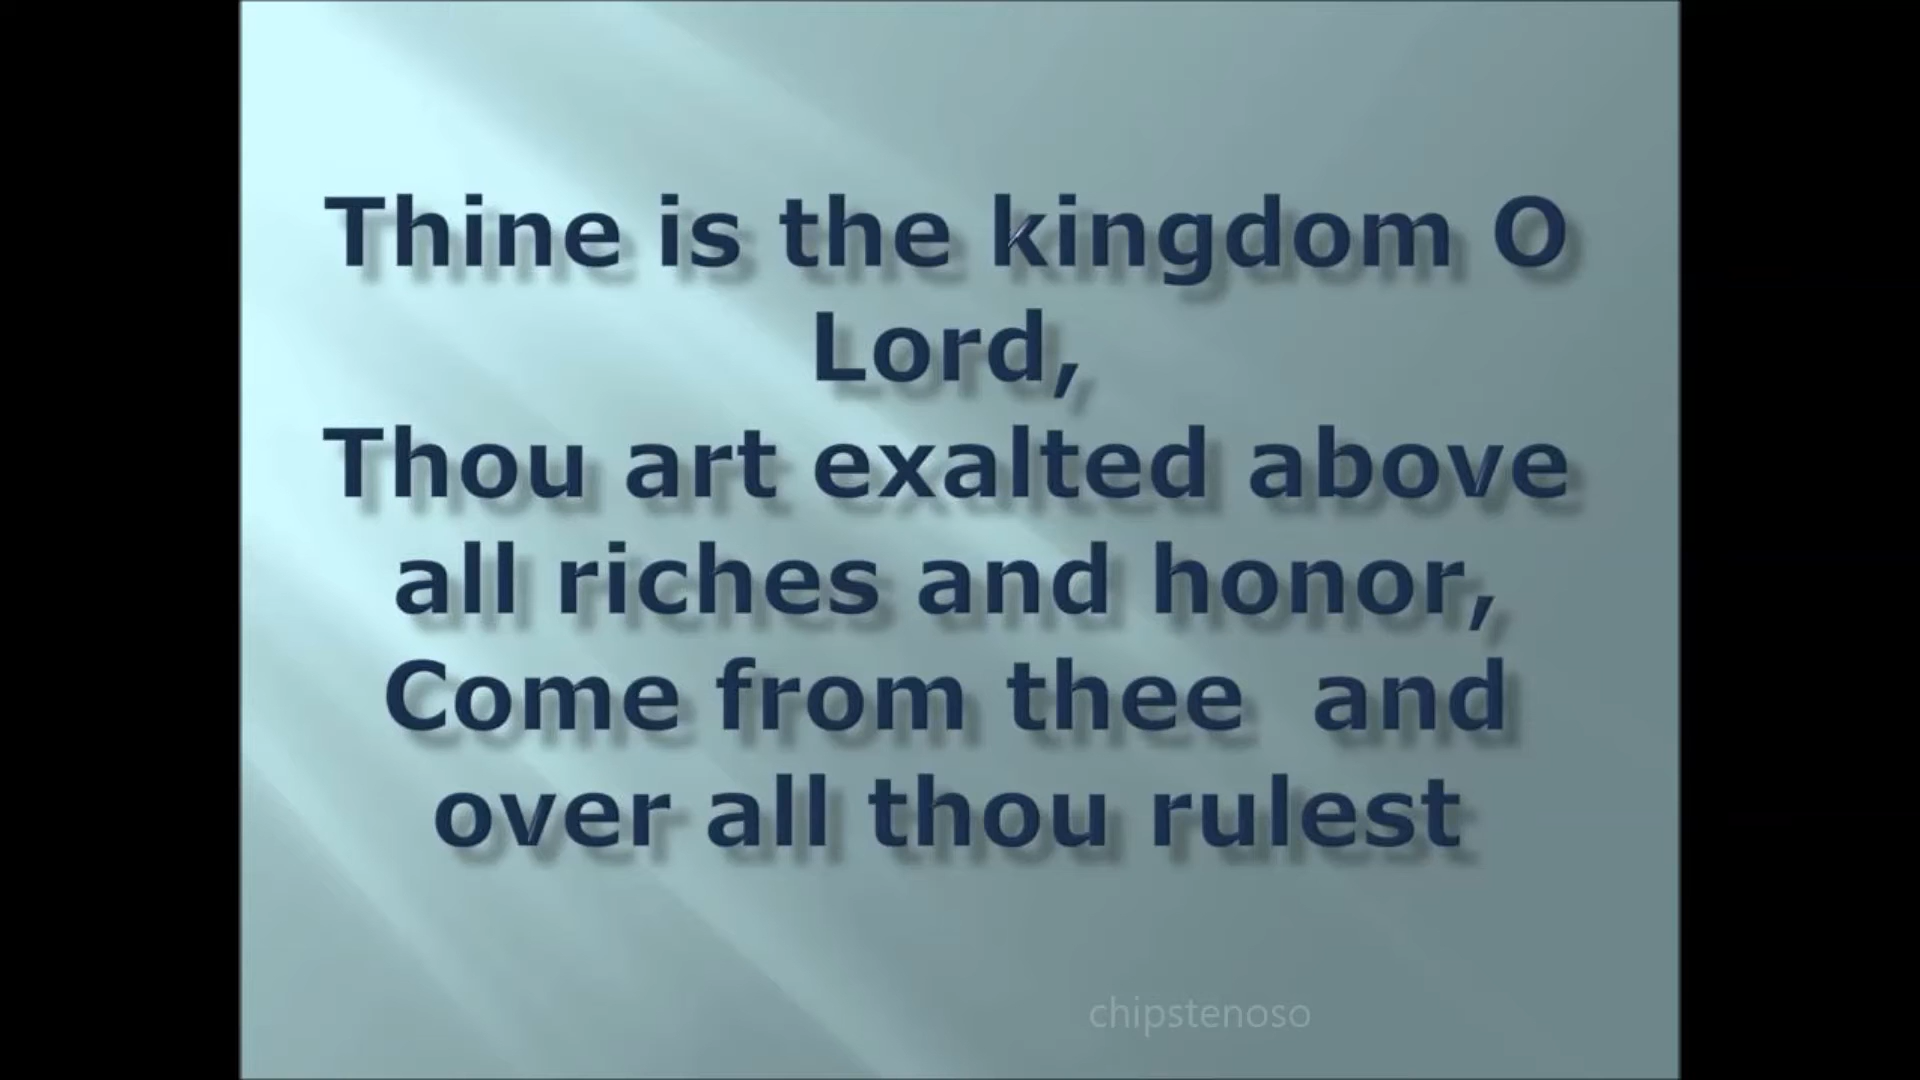 Thine is the kingdom O
Lord,
Thou art exalted above
all riches and honor,
Come from thee  and
over all thou rulest
chipstenoso